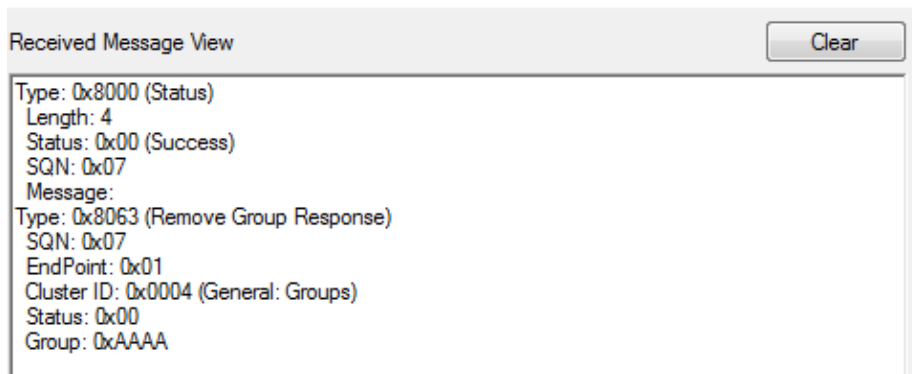 Received Message View
Clear
Type: 0x8000 (Status)
Length: 4
Status: 0x00 (Success)
SQN: 0x07
Message:
Type: 0x8063 (Remove Group Response)
SQN: 0x07
EndPoint: 0x01
Cluster ID: 0x0004 (General: Groups)
Status: 0x00
Group: 0xAAAA